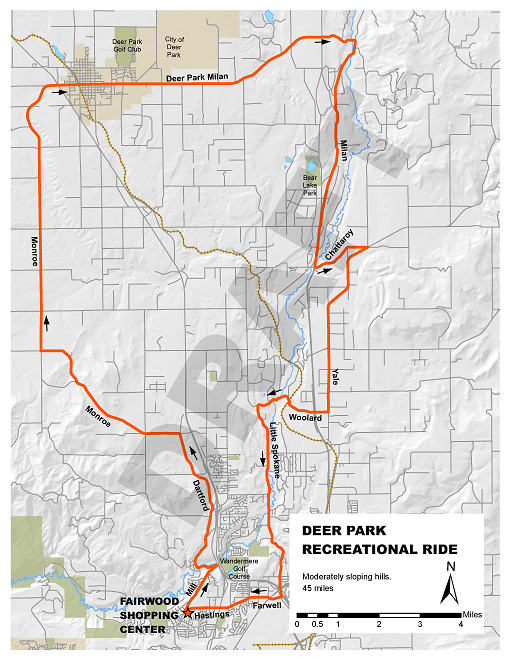 Deer Park
Golf Club
City of
Deer
Park
Deer Park Milan
Milan
Bear
Lake
Park
Chattaroy
Monroe
DRAFT
Yale
Monroe
Woolard
Little Spokane
Dartford
Wandermere
Golf
Course
Mill
Farwell
Hastings
FAIRWOOD
SHOPPING
CENTER
DEER PARK
RECREATIONAL RIDE
Moderately sloping hills.
45 miles
N
Miles
0 0.5 1 2 3 4